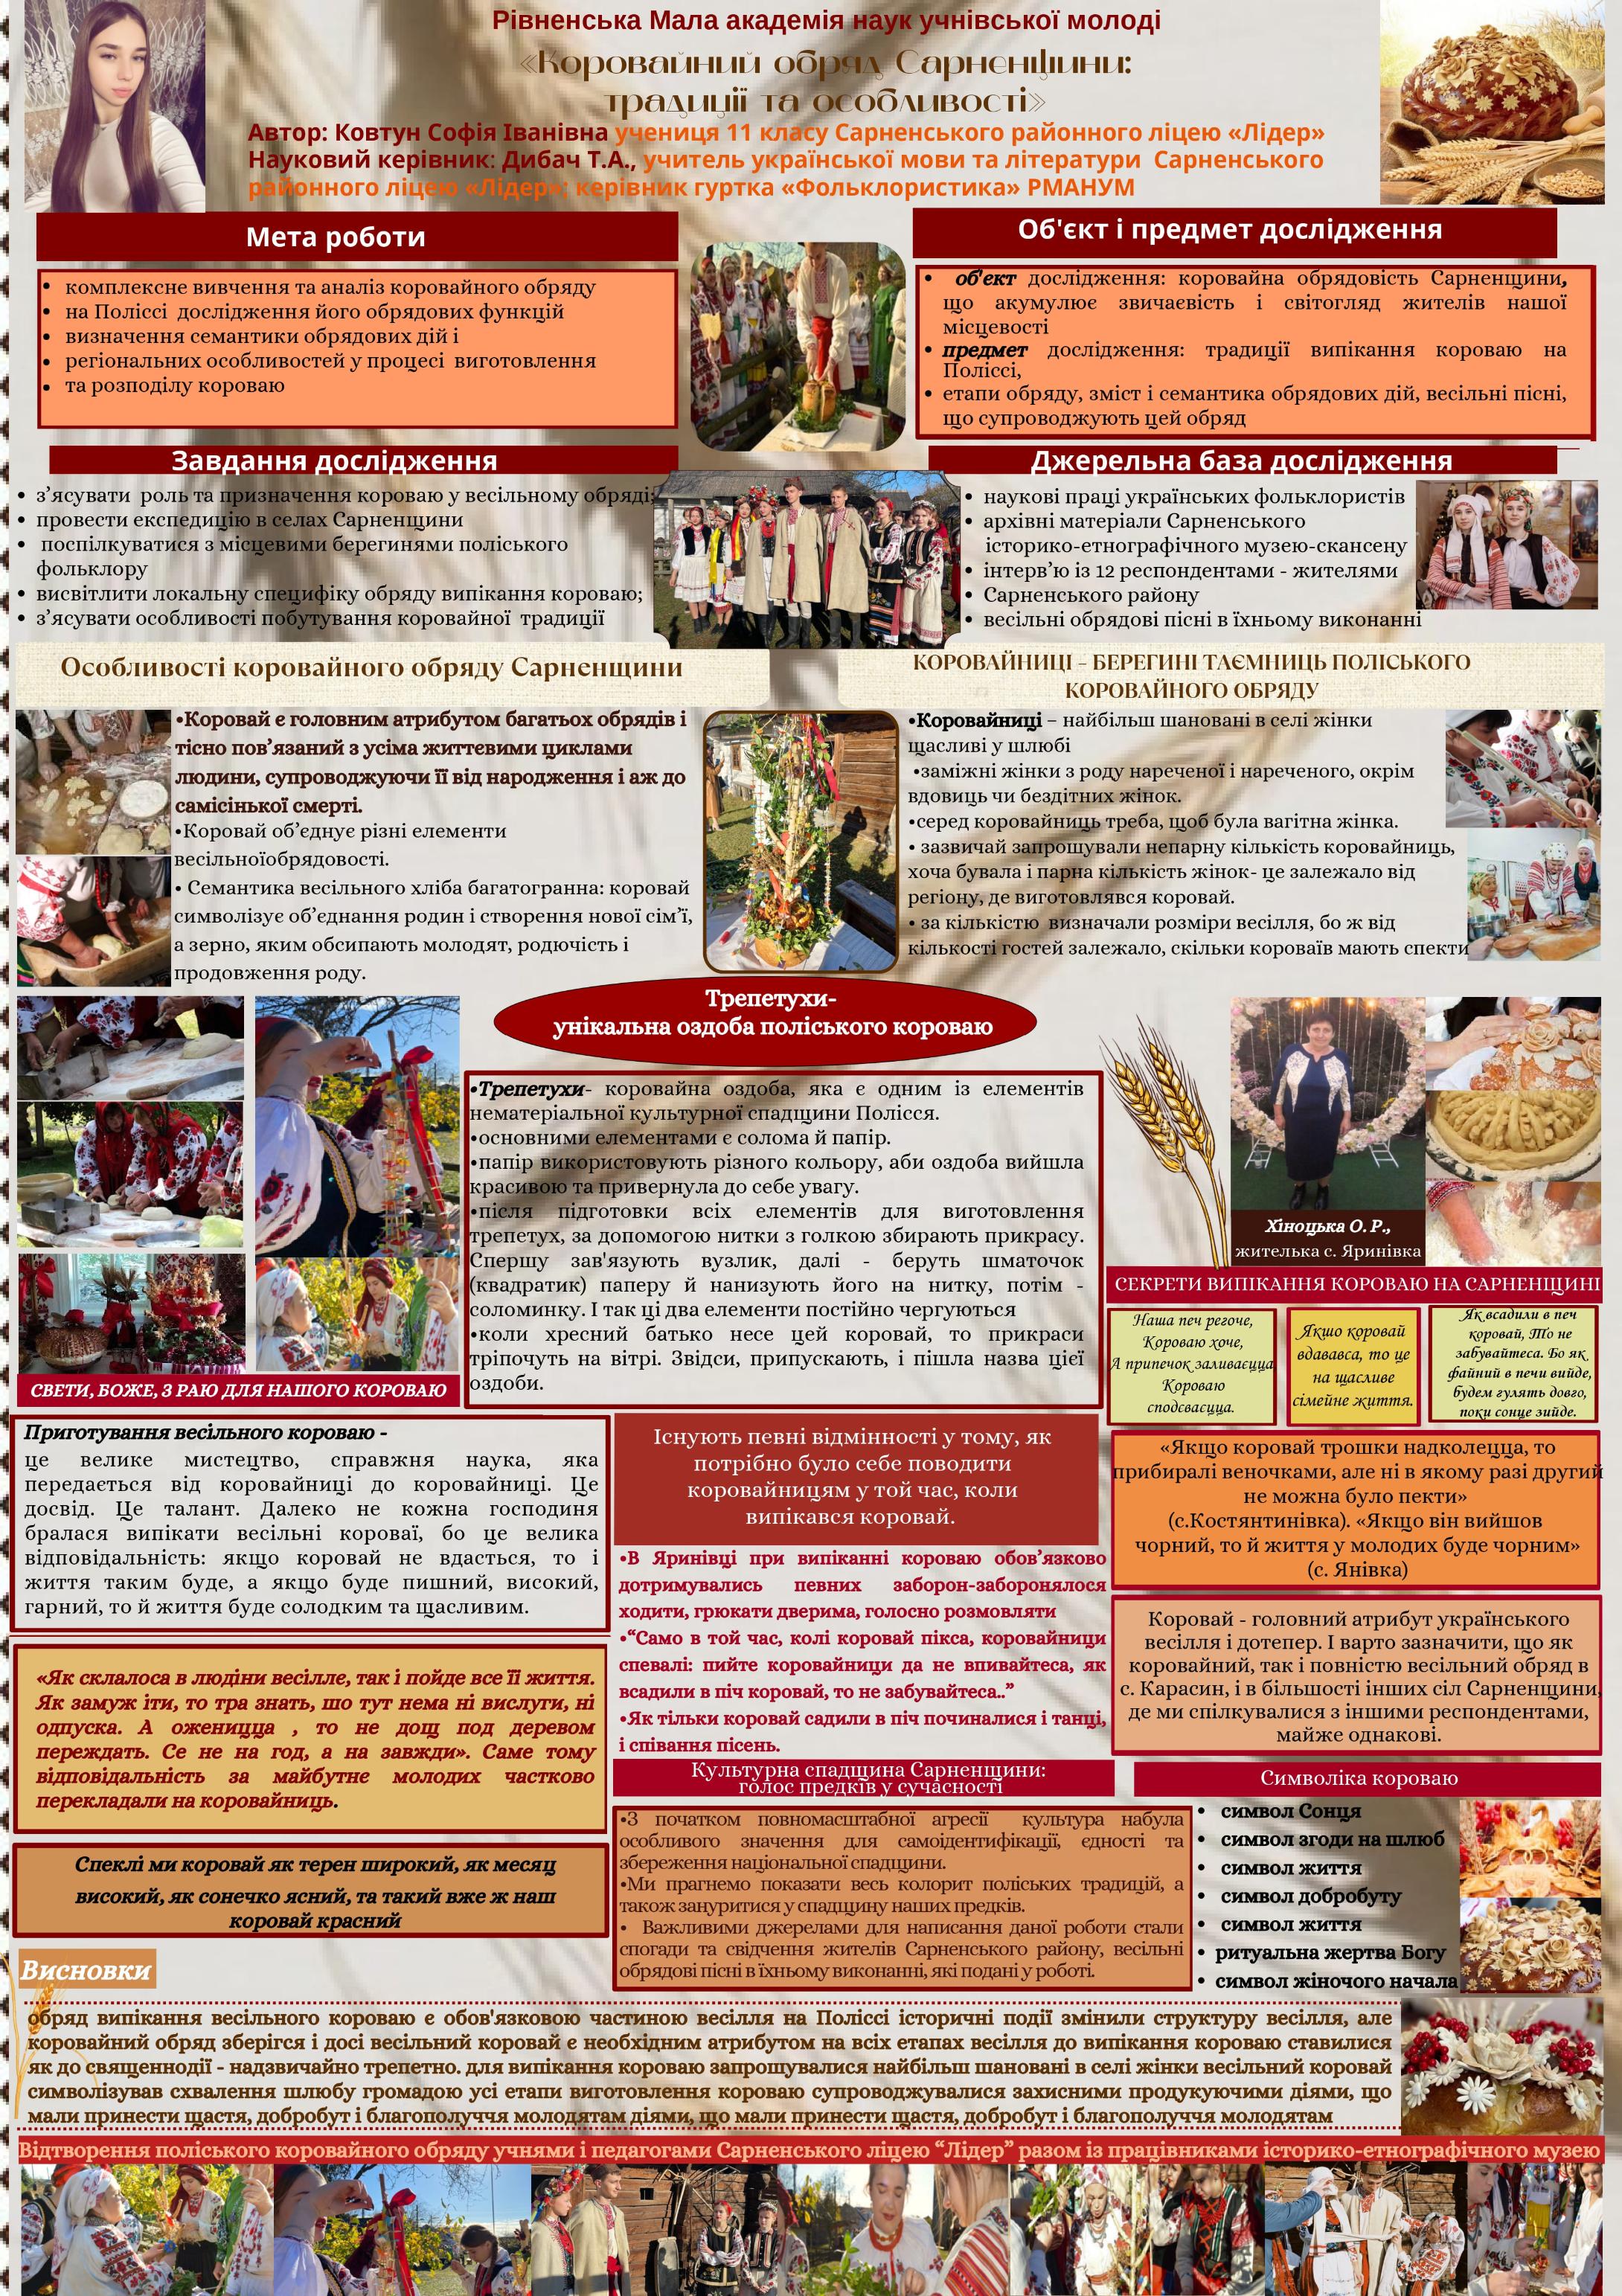 Рівненська Мала академія наук учнівської молоді
«Коровайний обряд Сарненщини:
традиції та особливості»
Автор: Ковтун Софія Іванівна учениця 11 класу Сарненського районного ліцею «Лідер»
Науковий керівник: Дибач Т.А., учитель української мови та літератури Сарненського
районного ліцею «Лідер»; керівник гуртка «Фольклористика» РМАНУМ
Мета роботи
• комплексне вивчення та аналіз коровайного обряду
• на Поліссі дослідження його обрядових функцій
• визначення семантики обрядових дій і
• регіональних особливостей у процесі виготовлення
• та розподілу короваю
Об'єкт і предмет дослідження
• об'єкт дослідження: коровайна обрядовість Сарненщини,
що акумулює звичаєвість і світогляд жителів нашої
місцевості
• предмет дослідження: традиції випікання короваю на
Поліссі,
• етапи обряду, зміст і семантика обрядових дій, весільні пісні,
що супроводжують цей обряд
Завдання дослідження
• з’ясувати роль та призначення короваю у весільному обряді;
• провести експедицію в селах Сарненщини
• поспілкуватися з місцевими берегинями поліського
фольклору
• висвітлити локальну специфіку обряду випікання короваю;
• з’ясувати особливості побутування коровайної традиції
Джерельна база дослідження
• наукові праці українських фольклористів
• архівні матеріали Сарненського
історико-етнографічного музею-скансену
• інтерв’ю із 12 респондентами - жителями
• Сарненського району
• весільні обрядові пісні в їхньому виконанні
Особливості коровайного обряду Сарненщини
•Коровай є головним атрибутом багатьох обрядів і
тісно пов’язаний з усіма життєвими циклами
людини, супроводжуючи її від народження і аж до
самісінької смерті.
•Коровай об’єднує різні елементи
весільноїобрядовості.
• Семантика весільного хліба багатогранна: коровай
символізує об’єднання родин і створення нової сім’ї,
а зерно, яким обсипають молодят, родючість і
продовження роду.
КОРОВАЙНИЦІ – БЕРЕГИНІ ТАЄМНИЦЬ ПОЛІСЬКОГО
КОРОВАЙНОГО ОБРЯДУ
•Коровайниці – найбільш шановані в селі жінки
щасливі у шлюбі
•заміжні жінки з роду нареченої і нареченого, окрім
вдовиць чи бездітних жінок.
•серед коровайниць треба, щоб була вагітна жінка.
• зазвичай запрошували непарну кількість коровайниць,
хоча бувала і парна кількість жінок- це залежало від
регіону, де виготовлявся коровай.
• за кількістю визначали розміри весілля, бо ж від
кількості гостей залежало, скільки короваїв мають спекти
Трепетухи-
унікальна оздоба поліського короваю
•Трепетухи- коровайна оздоба, яка є одним із елементів
нематеріальної культурної спадщини Полісся.
•основними елементами є солома й папір.
•папір використовують різного кольору, аби оздоба вийшла
красивою та привернула до себе увагу.
•після підготовки всіх елементів для виготовлення
трепетух, за допомогою нитки з голкою збирають прикрасу.
Спершу зав'язують вузлик, далі - беруть шматочок
(квадратик) паперу й нанизують його на нитку, потім -
соломинку. І так ці два елементи постійно чергуються
•коли хресний батько несе цей коровай, то прикраси
тріпочуть на вітрі. Звідси, припускають, і пішла назва цієї
оздоби.
СВЕТИ, БОЖЕ, З РАЮ ДЛЯ НАШОГО КОРОВАЮ
Хіноцька О. Р.,
жителька с. Яринівка
СЕКРЕТИ ВИПІКАННЯ КОРОВАЮ НА САРНЕНЩИНІ
Наша печ регоче,
Короваю хоче,
А припечок заливаєцца
Короваю
сподєваєцца.
Якшо коровай
вдававса, то це
на щасливе
сімейне життя.
Як всадили в печ
коровай, То не
забувайтеса. Бо як
файний в печи вийде,
будем гулять довго,
поки сонце зийде.
Приготування весільного короваю -
це велике мистецтво, справжня наука, яка
передається від коровайниці до коровайниці. Це
досвід. Це талант. Далеко не кожна господиня
бралася випікати весільні короваї, бо це велика
відповідальність: якщо коровай не вдасться, то і
життя таким буде, а якщо буде пишний, високий,
гарний, то й життя буде солодким та щасливим.
«Як склалоса в людіни весілле, так і пойде все її життя.
Як замуж іти, то тра знать, шо тут нема ні вислуги, ні
одпуска. А оженицца , то не дощ под деревом
переждать. Се не на год, а на завжди». Саме тому
відповідальність за майбутне молодих частково
перекладали на коровайниць.
Спеклі ми коровай як терен широкий, як месяц
високий, як сонечко ясний, та такий вже ж наш
коровай красний
Існують певні відмінності у тому, як
потрібно було себе поводити
коровайницям у той час, коли
випікався коровай.
•В Яринівці при випіканні короваю обов’язково
дотримувались певних заборон-заборонялося
ходити, грюкати дверима, голосно розмовляти
•“Само в той час, колі коровай пікса, коровайници
спевалі: пийте коровайници да не впивайтеса, як
всадили в піч коровай, то не забувайтеса..”
•Як тільки коровай садили в піч починалися і танці,
і співання пісень.
«Якщо коровай трошки надколецца, то
прибиралі веночками, але ні в якому разі другий
не можна було пекти»
(с.Костянтинівка). «Якщо він вийшов
чорний, то й життя у молодих буде чорним»
(с. Янівка)
Коровай - головний атрибут українського
весілля і дотепер. І варто зазначити, що як
коровайний, так і повністю весільний обряд в
с. Карасин, і в більшості інших сіл Сарненщини,
де ми спілкувалися з іншими респондентами,
майже однакові.
Культурна спадщина Сарненщини:
голос предків у сучасності
•З початком повномасштабної агресії культура набула
особливого значення для самоідентифікації, єдності та
збереження національної спадщини.
•Ми прагнемо показати весь колорит поліських традицій, а
також зануритися у спадщину наших предків.
• Важливими джерелами для написання даної роботи стали
спогади та свідчення жителів Сарненського району, весільні
обрядові пісні в їхньому виконанні, які подані у роботі.
Символіка короваю
• символ Сонця
• символ згоди на шлюб
• символ життя
• символ добробуту
• символ життя
• ритуальна жертва Богу
• символ жіночого начала
Висновки
обряд випікання весільного короваю є обов'язковою частиною весілля на Поліссі історичні події змінили структуру весілля, але
коровайний обряд зберігся і досі весільний коровай є необхідним атрибутом на всіх етапах весілля до випікання короваю ставилися
як до священнодії - надзвичайно трепетно. для випікання короваю запрошувалися найбільш шановані в селі жінки весільний коровай
символізував схвалення шлюбу громадою усі етапи виготовлення короваю супроводжувалися захисними продукуючими діями, що
мали принести щастя, добробут і благополуччя молодятам діями, що мали принести щастя, добробут і благополуччя молодятам
Відтворення поліського коровайного обряду учнями і педагогами Сарненського ліцею “Лідер” разом із працівниками історико-етнографічного музею